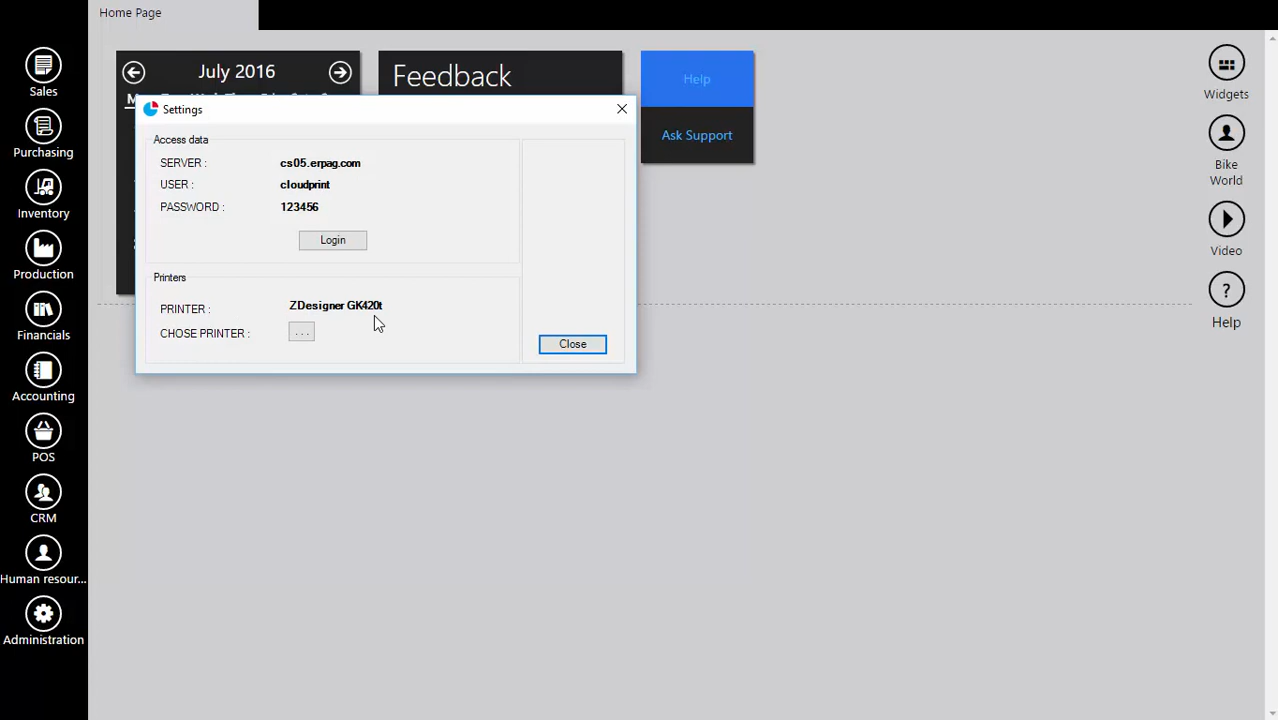 Home Page
Sales
Purchasing
Inventory
Production
Financials
Accounting
POS
CRM
Human resour...
Administration
July 2016
Feedback
Help
Ask Support
Settings
Access data
SERVER :
cs05.erpag.com
USER :
cloudprint
PASSWORD :
123456
Login
Printers
PRINTER :
ZDesigner GK420t
CHOSE PRINTER :
...
Close
Widgets
Bike
World
Video
?
Help